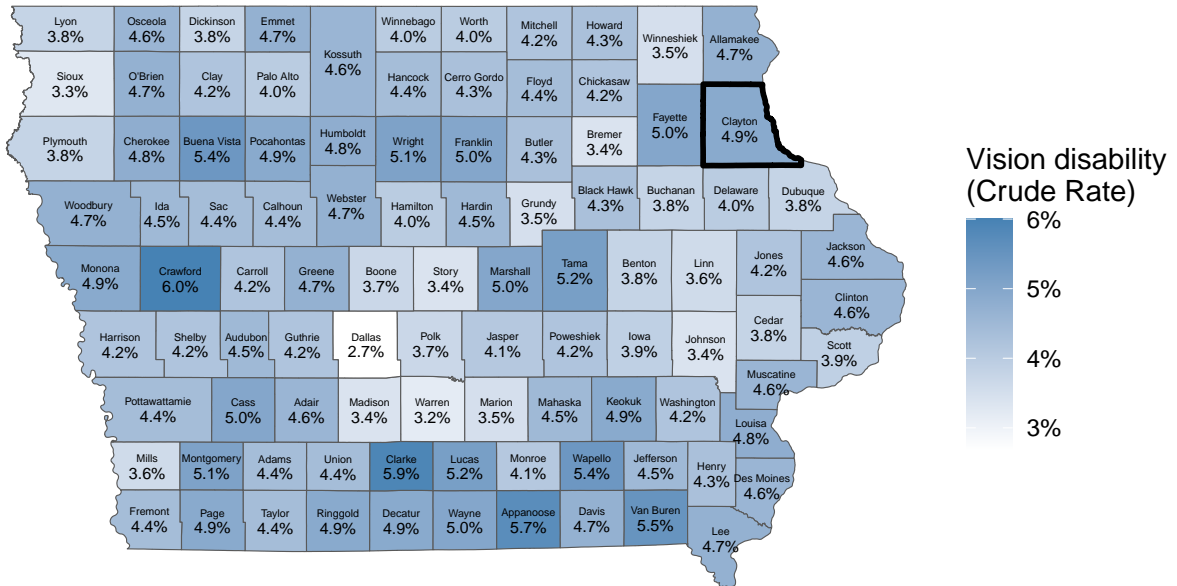 Lyon
3.8%
Osceola
4.6%
Dickinson
3.8%
Emmet
4.7%
Kossuth
4.6%
Winnebago
4.0%
Worth
4.0%
Mitchell
4.2%
Howard
4.3%
Winneshiek
3.5%
Allamakee
4.7%
Sioux
3.3%
O'Brien
4.7%
Clay
4.2%
Palo Alto
4.0%
Hancock
4.4%
Cerro Gordo
4.3%
Floyd
4.4%
Chickasaw
4.2%
Fayette
5.0%
Clayton
4.9%
Plymouth
3.8%
Cherokee
4.8%
Buena Vista
5.4%
Pocahontas
4.9%
Humboldt
4.8%
Wright
5.1%
Franklin
5.0%
Butler
4.3%
Bremer
3.4%
Woodbury
4.7%
Ida
4.5%
Sac
4.4%
Calhoun
4.4%
Webster
4.7%
Hamilton
4.0%
Hardin
4.5%
Grundy
3.5%
Black Hawk
4.3%
Buchanan
3.8%
Delaware
4.0%
Dubuque
3.8%
Monona
4.9%
Crawford
6.0%
Carroll
4.2%
Greene
4.7%
Boone
3.7%
Story
3.4%
Marshall
5.0%
Tama
5.2%
Benton
3.8%
Linn
3.6%
Jones
4.2%
Jackson
4.6%
Clinton
4.6%
Harrison
4.2%
Shelby
4.2%
Audubon
4.5%
Guthrie
4.2%
Dallas
2.7%
Polk
3.7%
Jasper
4.1%
Poweshiek
4.2%
Iowa
3.9%
Johnson
3.4%
Cedar
3.8%
Scott
3.9%
Muscatine
4.6%
Pottawattamie
4.4%
Cass
5.0%
Adair
4.6%
Madison
3.4%
Warren
3.2%
Marion
3.5%
Mahaska
4.5%
Keokuk
4.9%
Washington
4.2%
Louisa
4.8%
Mills
3.6%
Montgomery
5.1%
Adams
4.4%
Union
4.4%
Clarke
5.9%
Lucas
5.2%
Monroe
4.1%
Wapello
5.4%
Jefferson
4.5%
Henry
4.3%
Des Moines
4.6%
Fremont
4.4%
Page
4.9%
Taylor
4.4%
Ringgold
4.9%
Decatur
4.9%
Wayne
5.0%
Appanoose
5.7%
Davis
4.7%
Van Buren
5.5%
Lee
4.7%
Vision disability
(Crude Rate)
6%
5%
4%
3%